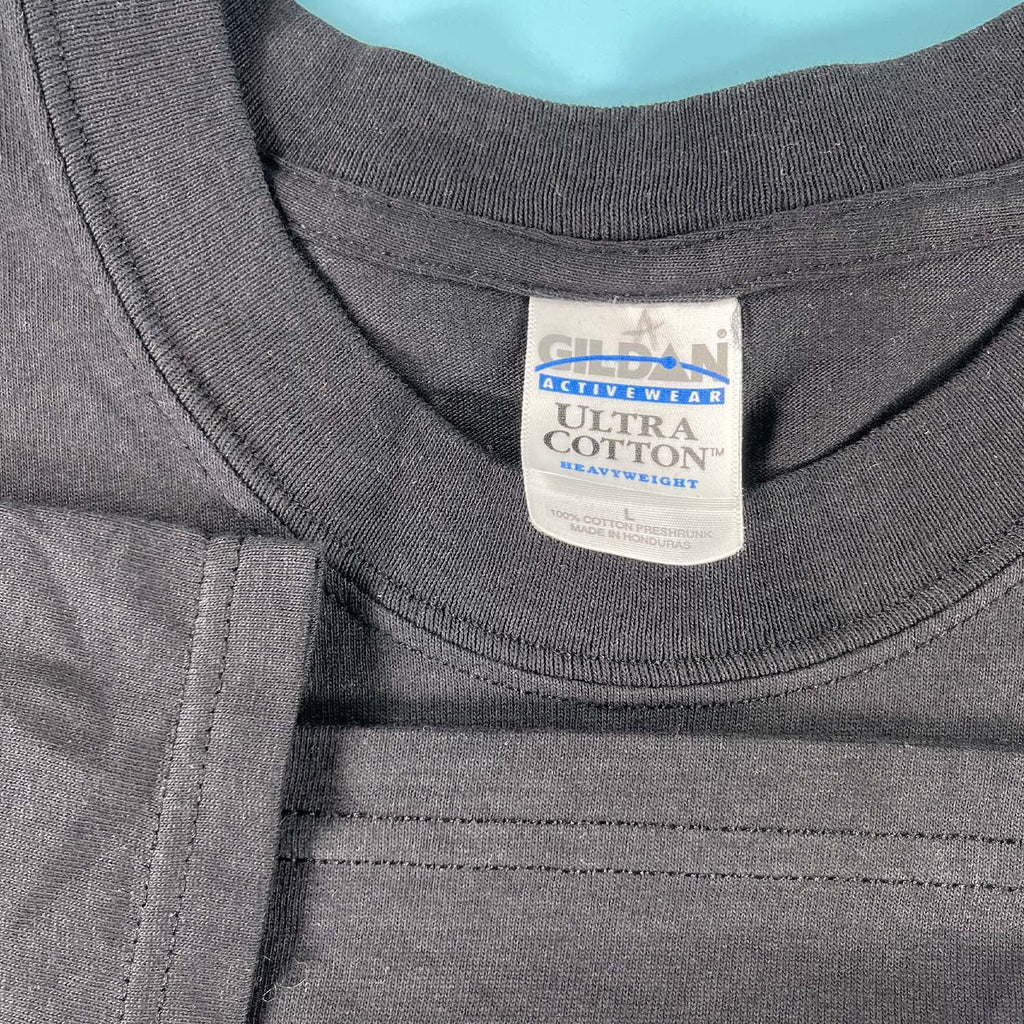 GILDAN®
ACTIVEWEAR
ULTRA
COTTON™
HEAVYWEIGHT
L
100% COTTON PRESHRUNK
MADE IN HONDURAS